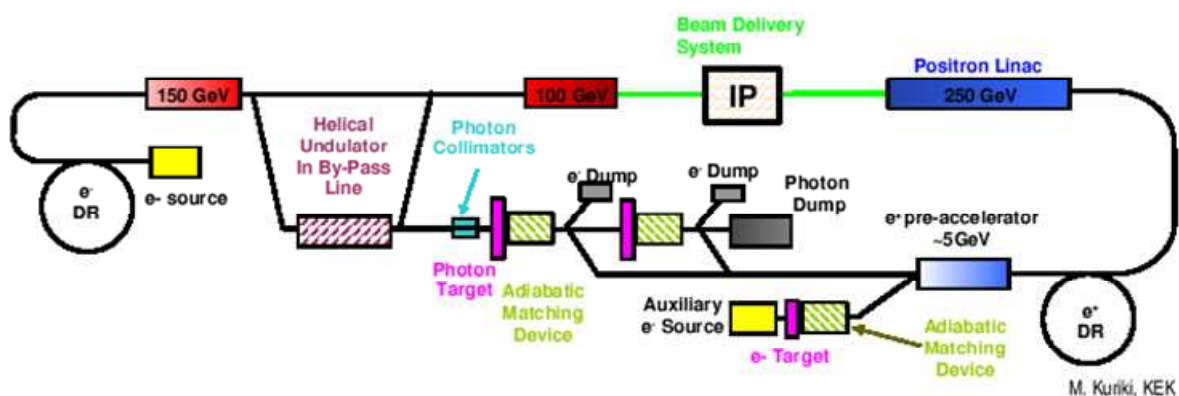 Beam Delivery
System
Positron Linac
150 GeV
100 GeV
IP
250 GeV
Helical
Undulator
In By-Pass
Line
Photon
Collimators
e- source
e-
DR
e- Dump
e- Dump
Photon
Dump
e+ pre-accelerator
~5GeV
Photon
Target
Adiabatic
Matching
Device
Auxiliary
e- Source
e- Target
Adiabatic
Matching
Device
e+
DR
M. Kuriki, KEK